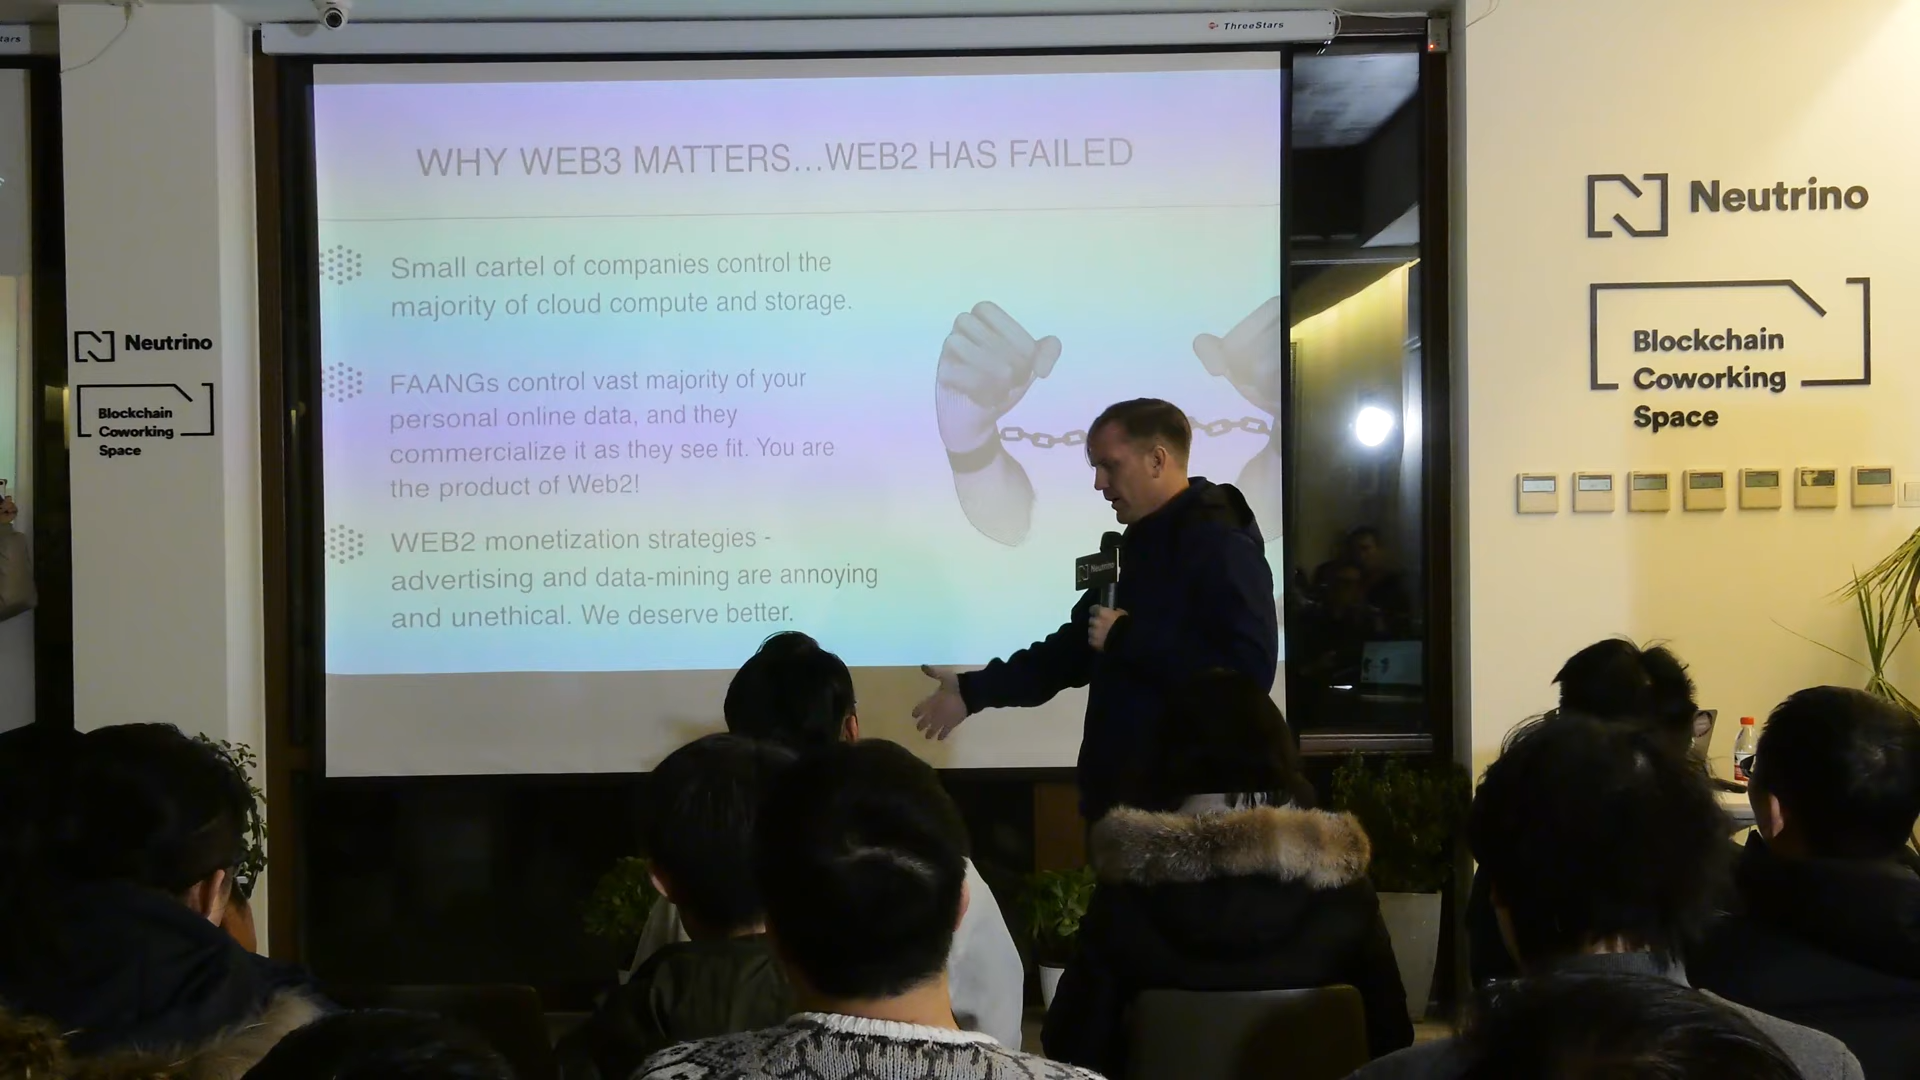 ThreeStars
tars
WHY WEB3 MATTERS...WEB2 HAS FAILED
Small cartel of companies control the
majority of cloud compute and storage.
FAANGs control vast majority of your
personal online data, and they
commercialize it as they see fit. You are
the product of Web2!
WEB2 monetization strategies -
advertising and data-mining are annoying
and unethical. We deserve better.
Neutrino
Blockchain
Coworking
Space
Neutrino
Blockchain
Coworking
Space
Neutrino